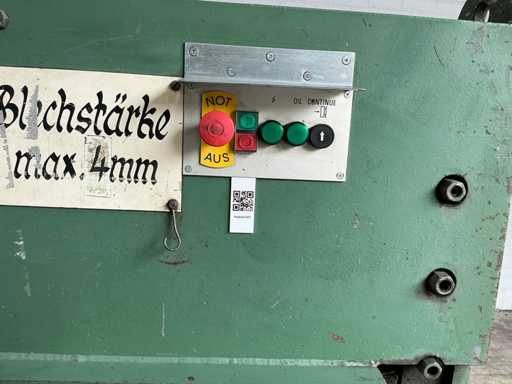 Blechstärke
max. 4mm
NOT
AUS
OIL CONTINUE